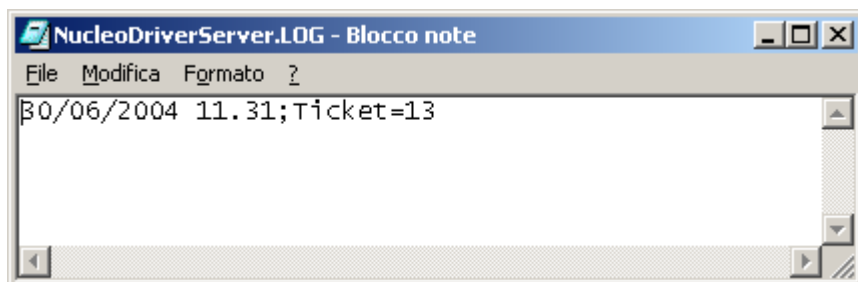 NucleoDriverServer.LOG - Blocco note
File Modifica Formato ?
30/06/2004 11.31;Ticket=13